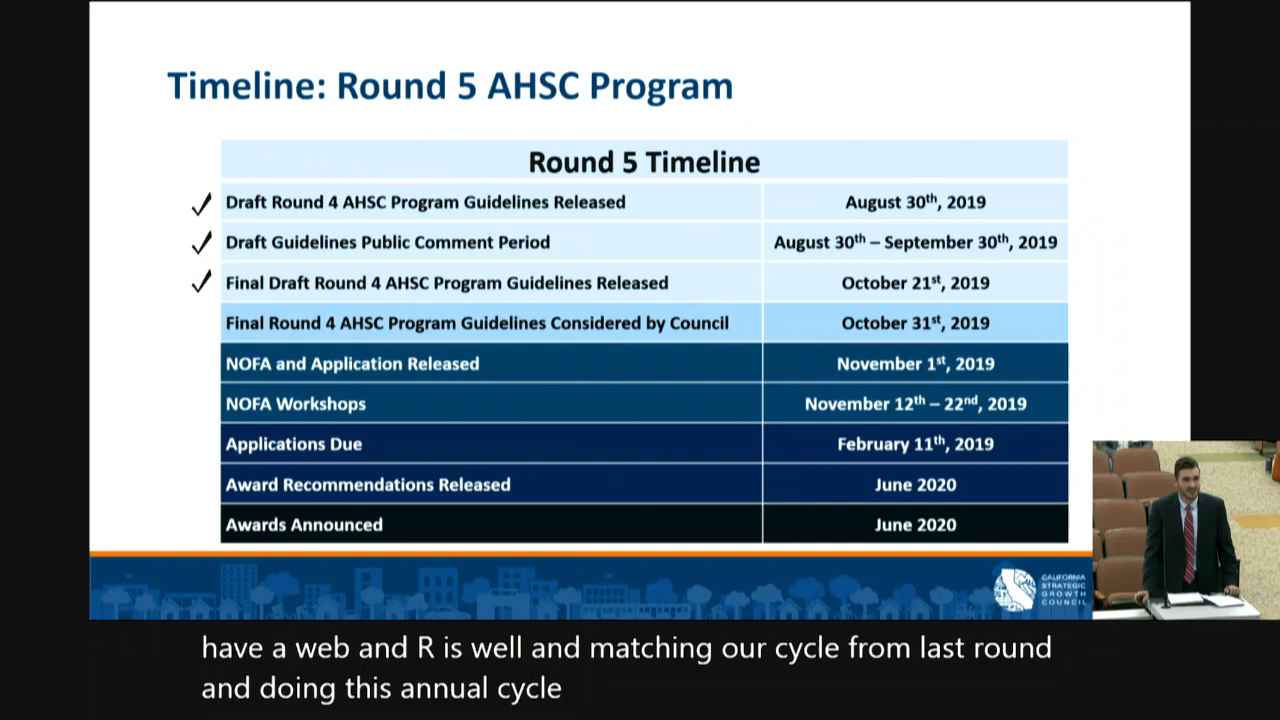 Timeline: Round 5 AHSC Program
Round 5 Timeline
Draft Round 4 AHSC Program Guidelines Released August 30th, 2019
Draft Guidelines Public Comment Period August 30th – September 30th, 2019
Final Draft Round 4 AHSC Program Guidelines Released October 21st, 2019
Final Round 4 AHSC Program Guidelines Considered by Council October 31st, 2019
NOFA and Application Released November 1st, 2019
NOFA Workshops November 12th – 22nd, 2019
Applications Due February 11th, 2019
Award Recommendations Released June 2020
Awards Announced June 2020
CALIFORNIA
STRATEGIC
GROWTH
COUNCIL
have a web and R is well and matching our cycle from last round
and doing this annual cycle